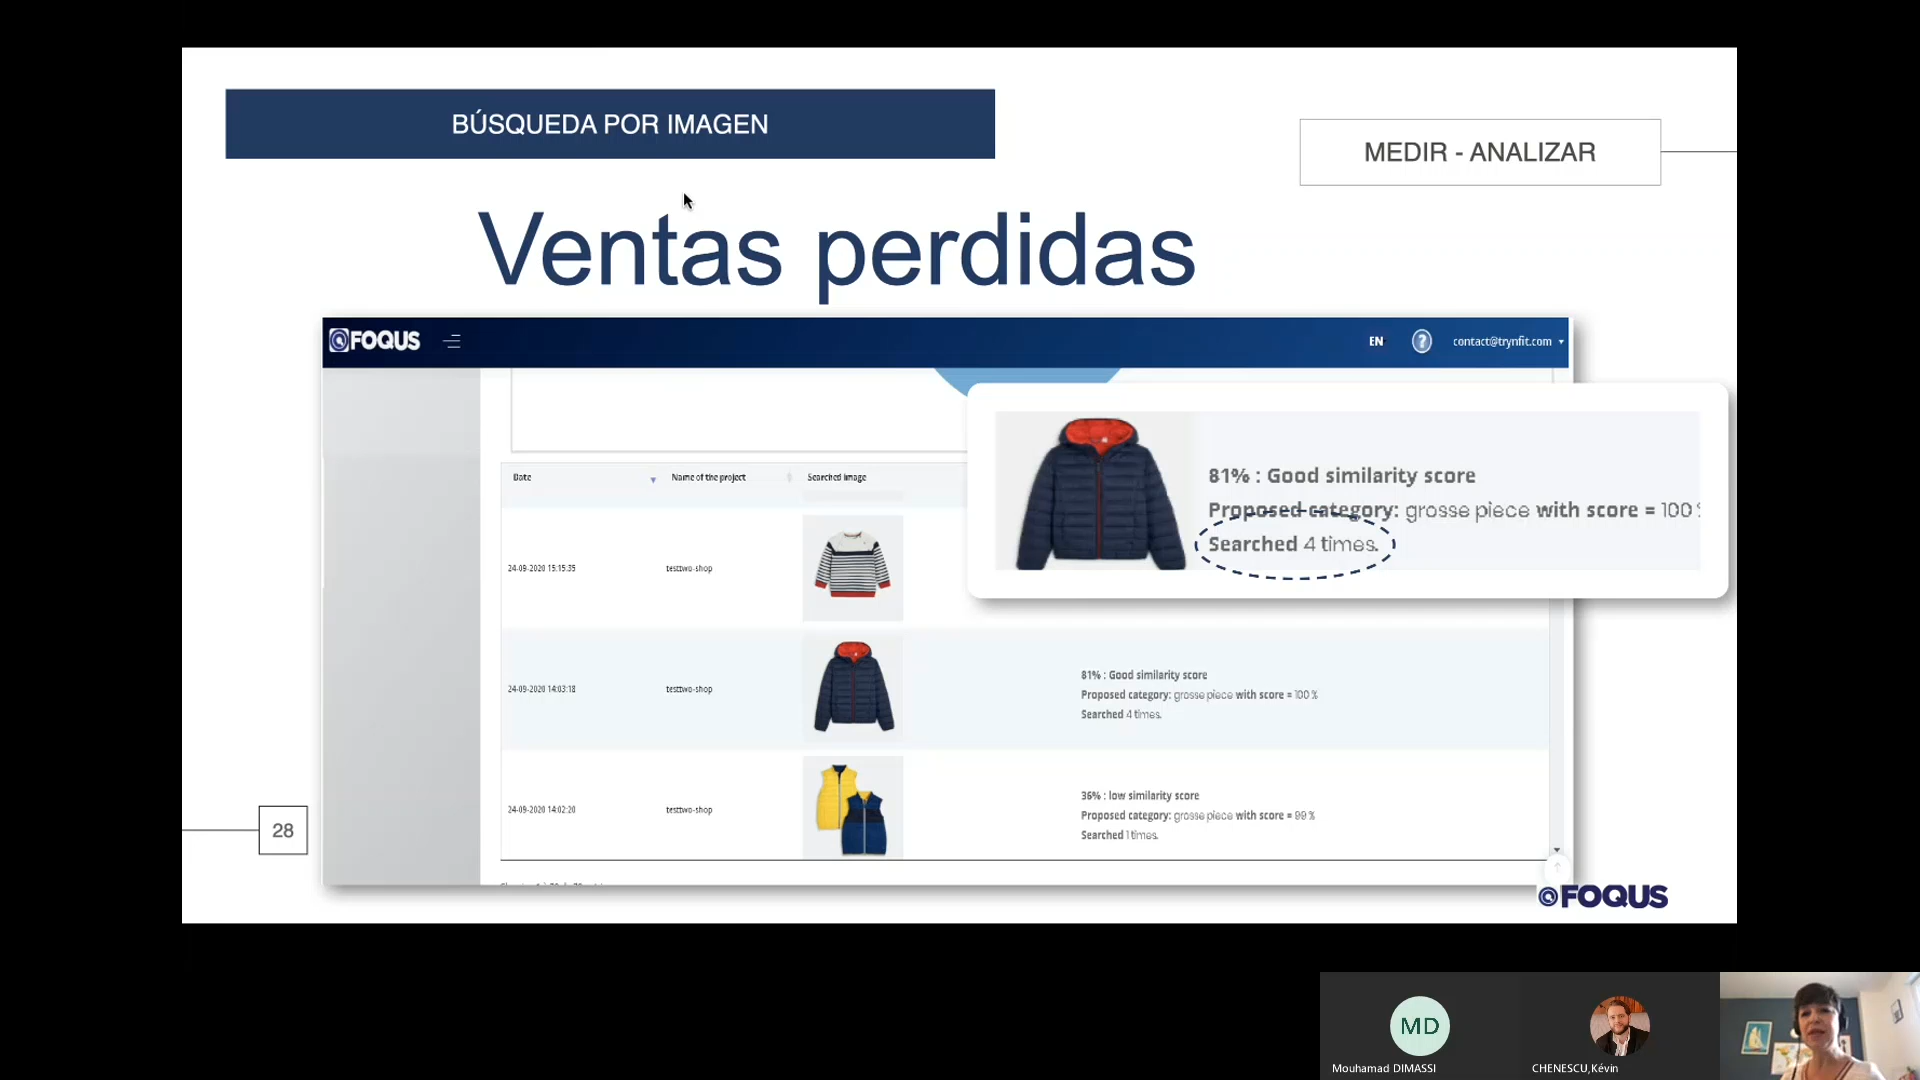 BÚSQUEDA POR IMAGEN
MEDIR - ANALIZAR
Ventas perdidas
FOQUS
EN
?
contact@trynfit.com
Date
Name of the project
Searched image
81% : Good similarity score
Proposed category: grosse piece with score = 100
Searched 4 times.
24-09-2020 15:15:35
testtwo-shop
24-09-2020 14:03:18
testtwo-shop
81% : Good similarity score
Proposed category: grosse piece with score = 100 %
Searched 4 times.
24-09-2020 14:02:20
testtwo-shop
36% : low similarity score
Proposed category: grosse piece with score = 99 %
Searched 1 times.
28
FOQUS
MD
Mouhamad DIMASSI
CHENESCU,Kévin